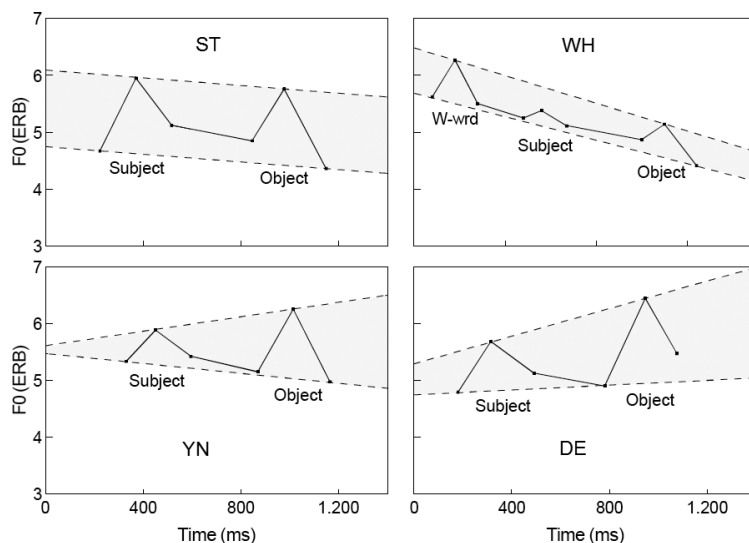 7
6
5
4
3
F0 (ERB)
ST
Subject
Object
WH
W-wrd
Subject
Object
7
6
5
4
3
F0 (ERB)
Subject
Object
YN
0
400
800
1.200
Time (ms)
Subject
Object
DE
0
400
800
1.200
Time (ms)